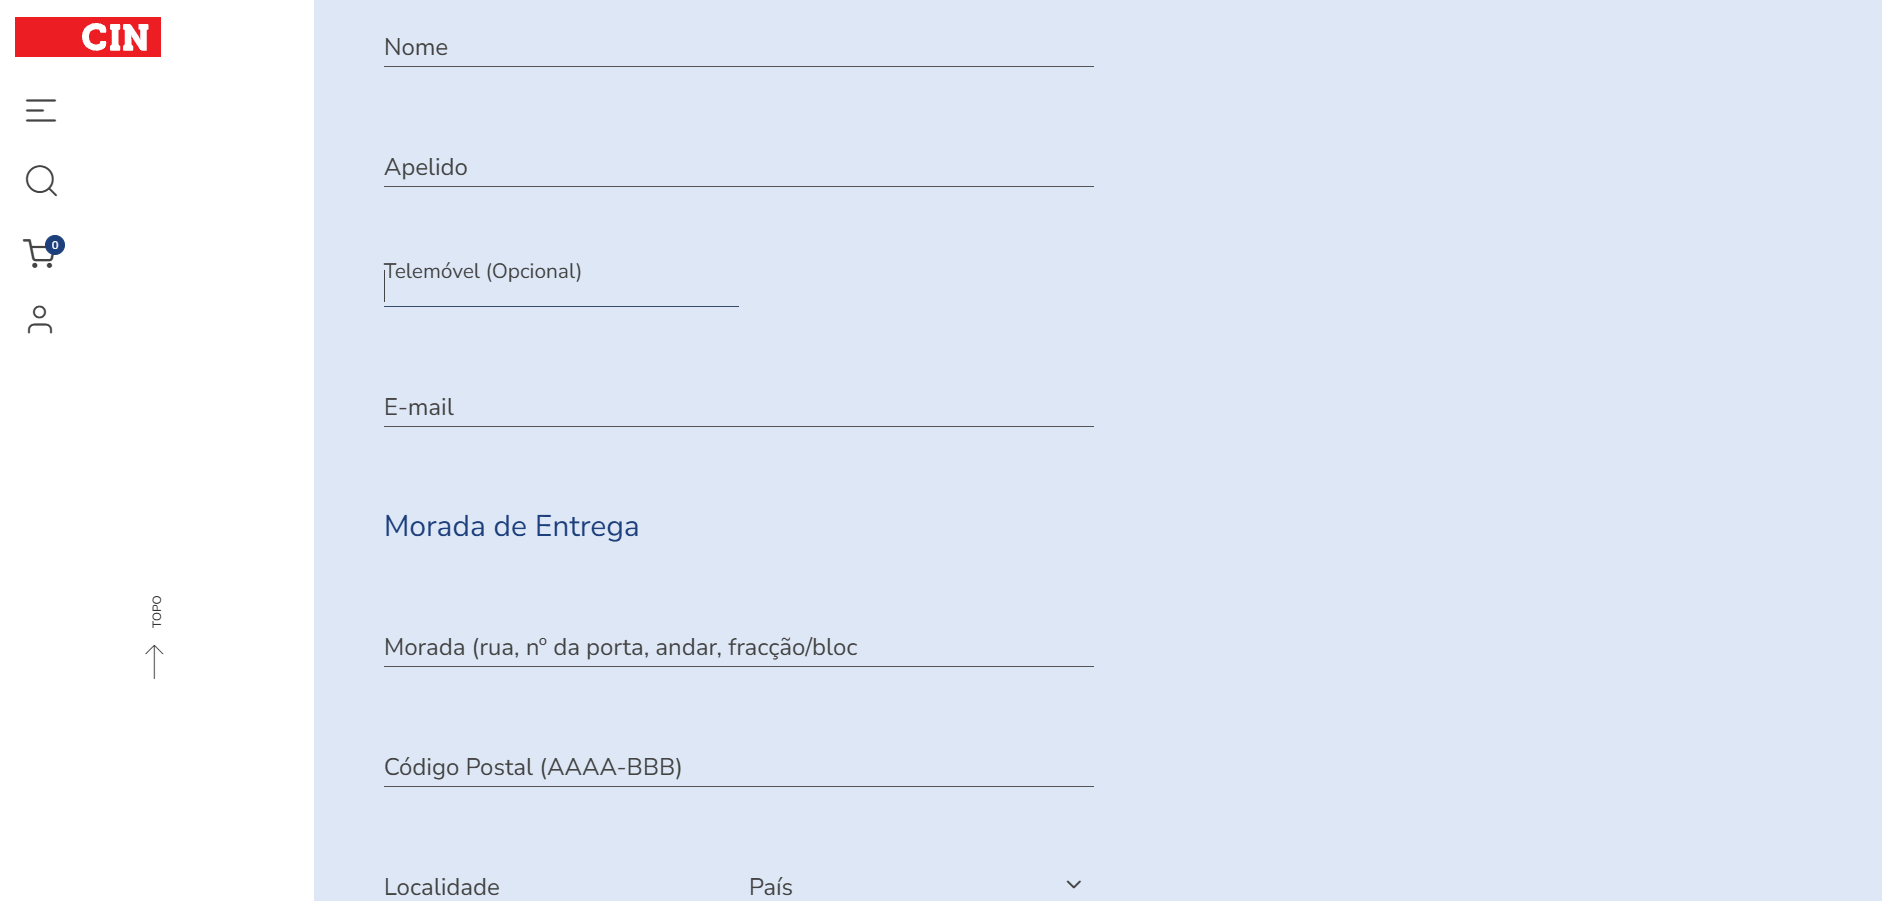 CIN
0
TOPO
Nome
Apelido
Telemóvel (Opcional)
E-mail
Morada de Entrega
Morada (rua, nº da porta, andar, fracção/bloc
Código Postal (AAAA-BBB)
Localidade
País